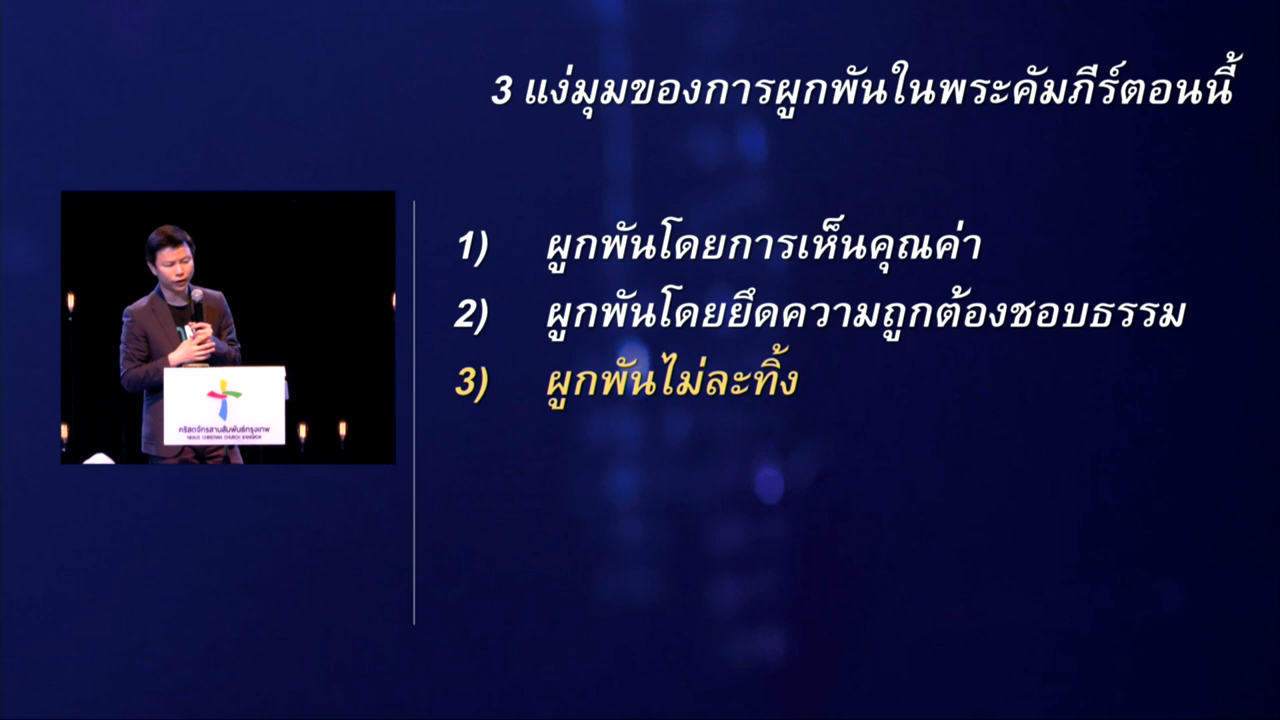 3 แง่มุมของการผูกพันในพระคัมภีร์ตอนนี้
1) ผูกพันโดยการเห็นคุณค่า
2) ผูกพันโดยยึดความถูกต้องชอบธรรม
3) ผูกพันไม่ละทิ้ง
คริสตจักรสานสัมพันธ์กรุงเทพ
NEXUS CHRISTIAN CHURCH BANGKOK